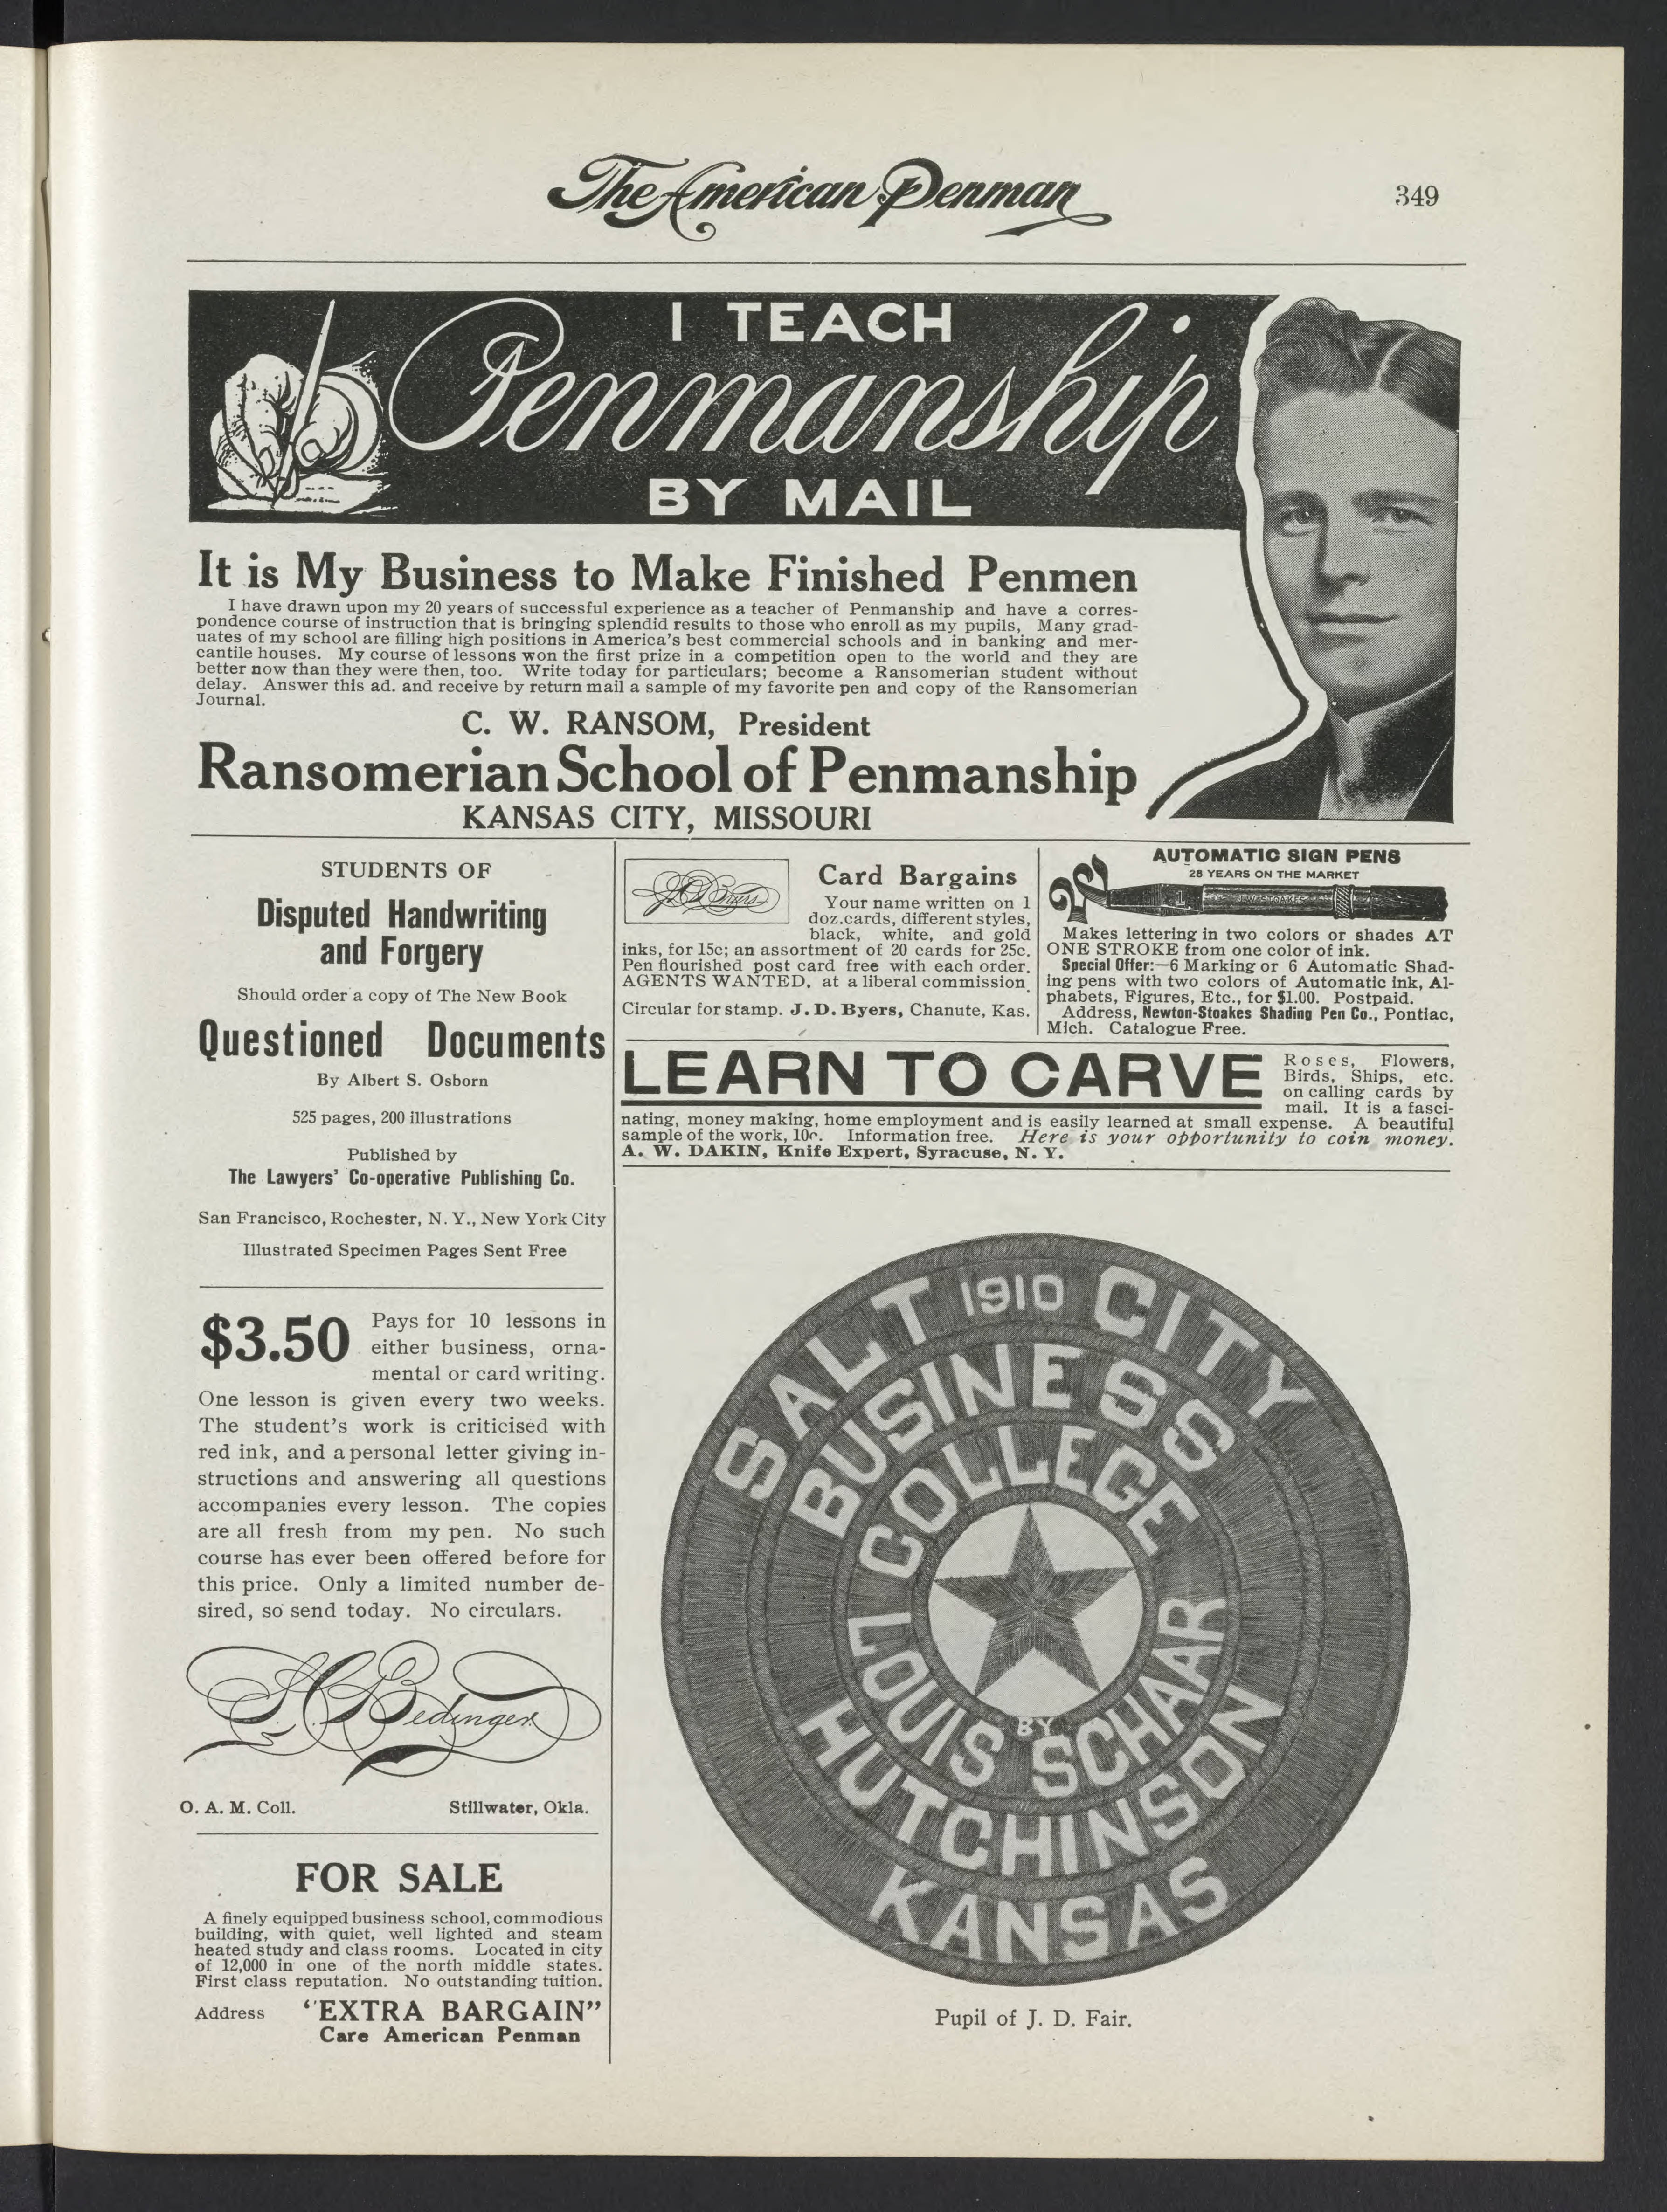 The American Penman
349
I TEACH
Penmanship
BY MAIL
It is My Business to Make Finished Penmen
I have drawn upon my 20 years of successful experience as a teacher of Penmanship and have a corres-
pondence course of instruction that is bringing splendid results to those who enroll as my pupils, Many grad-
uates of my school are filling high positions in America's best commercial schools and in banking and mer-
cantile houses. My course of lessons won the first prize in a competition open to the world and they are
better now than they were then, too. Write today for particulars; become a Ransomerian student without
delay. Answer this ad. and receive by return mail a sample of my favorite pen and copy of the Ransomerian
Journal.
C. W. RANSOM, President
Ransomerian School of Penmanship
KANSAS CITY, MISSOURI
STUDENTS OF
Disputed Handwriting
and Forgery
Should order a copy of The New Book
Questioned Documents
By Albert S. Osborn
525 pages, 200 illustrations
Published by
The Lawyers' Co-operative Publishing Co.
San Francisco, Rochester, N. Y., New York City
Illustrated Specimen Pages Sent Free
$3.50
Pays for 10 lessons in
either business, orna-
mental or card writing.
One lesson is given every two weeks.
The student's work is criticised with
red ink, and a personal letter giving in-
structions and answering all questions
accompanies every lesson. The copies
are all fresh from my pen. No such
course has ever been offered before for
this price. Only a limited number de-
sired, so send today. No circulars.
Bedinger
O. A. M. Coll. Stillwater, Okla.
FOR SALE
A finely equipped business school, commodious
building, with quiet, well lighted and steam
heated study and class rooms. Located in city
of 12,000 in one of the north middle states.
First class reputation. No outstanding tuition.
Address "EXTRA BARGAIN"
Care American Penman
J. D. Byers
Card Bargains
Your name written on 1
doz.cards, different styles,
black, white, and gold
inks, for 15c; an assortment of 20 cards for 25c.
Pen flourished post card free with each order.
AGENTS WANTED, at a liberal commission.
Circular for stamp. J. D. Byers, Chanute, Kas.
AUTOMATIC SIGN PENS
28 YEARS ON THE MARKET
1
Makes lettering in two colors or shades AT
ONE STROKE from one color of ink.
Special Offer:—6 Marking or 6 Automatic Shad-
ing pens with two colors of Automatic ink, Al-
phabets, Figures, Etc., for $1.00. Postpaid.
Address, Newton-Stoakes Shading Pen Co., Pontiac,
Mich. Catalogue Free.
LEARN TO CARVE
Roses, Flowers,
Birds, Ships, etc.
on calling cards by
mail. It is a fasci-
nating, money making, home employment and is easily learned at small expense. A beautiful
sample of the work, 10c. Information free. Here is your opportunity to coin money.
A. W. DAKIN, Knife Expert, Syracuse, N. Y.
SALT 1910 CITY
BUSINESS
COLLEGE
BY
LOUIS SCHAAR
HUTCHINSON
KANSAS
Pupil of J. D. Fair.